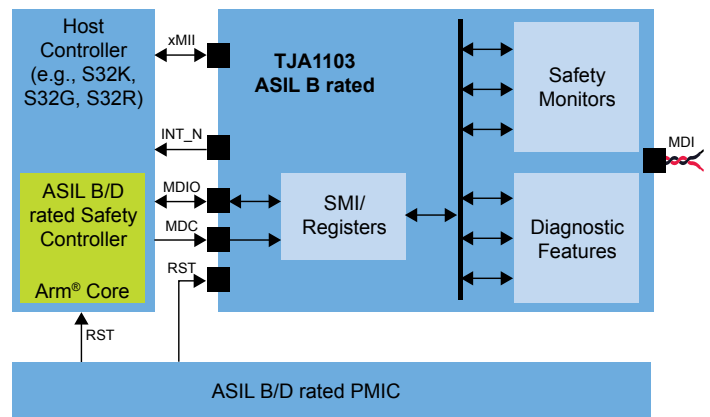 Host
Controller
(e.g., S32K,
S32G, S32R)
ASIL B/D
rated Safety
Controller
Arm® Core
xMII
INT_N
MDIO
MDC
RST
RST
TJA1103
ASIL B rated
SMI/
Registers
Safety
Monitors
Diagnostic
Features
MDI
ASIL B/D rated PMIC